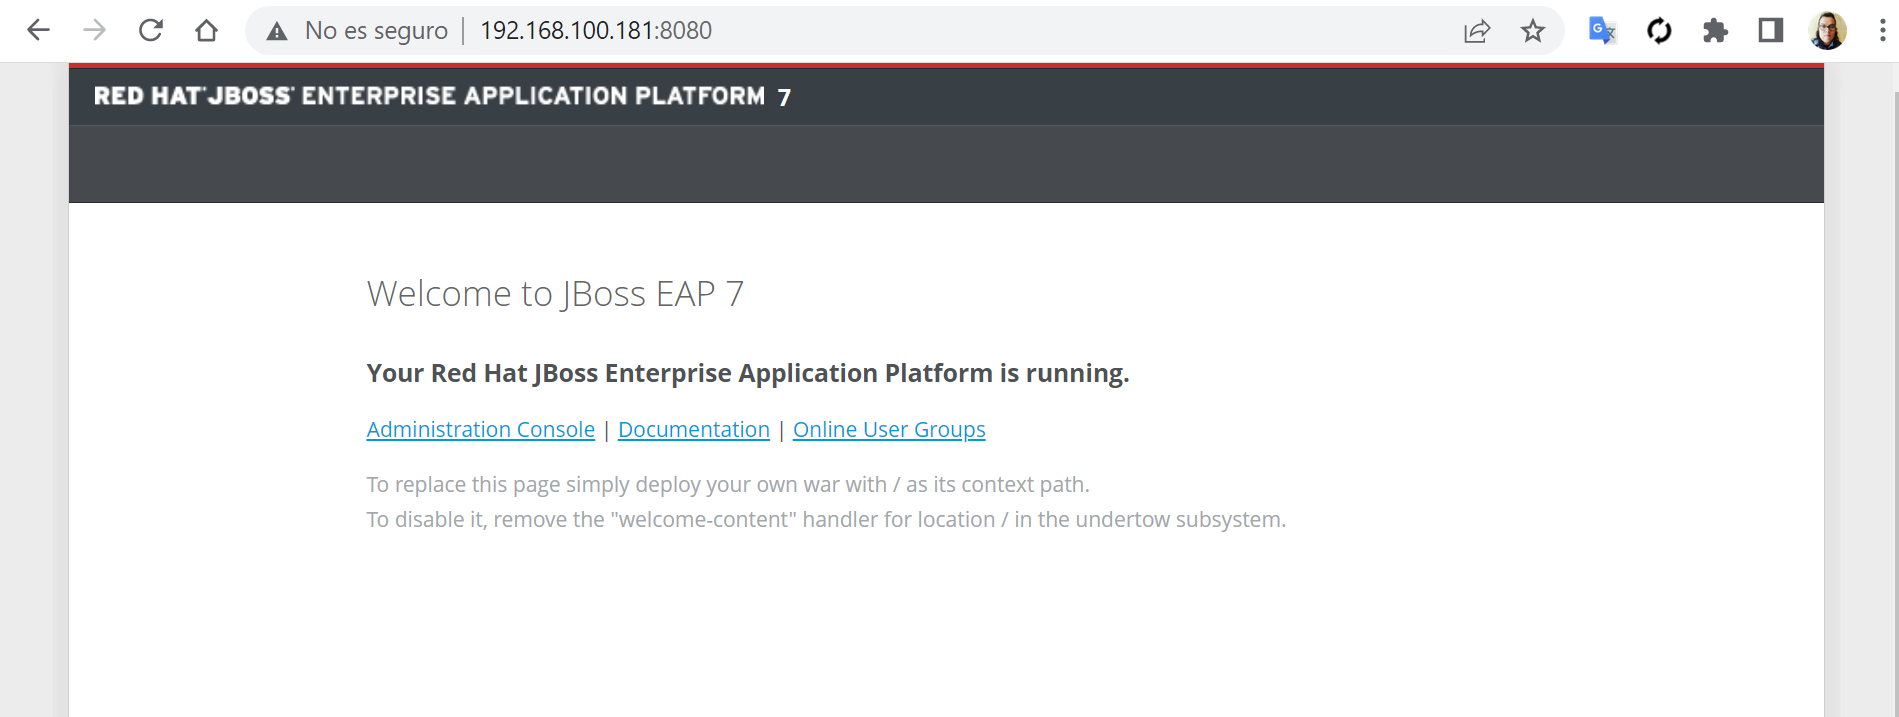 No es seguro | 192.168.100.181:8080
RED HAT JBOSS ENTERPRISE APPLICATION PLATFORM 7
Welcome to JBoss EAP 7
Your Red Hat JBoss Enterprise Application Platform is running.
Administration Console | Documentation | Online User Groups
To replace this page simply deploy your own war with / as its context path.
To disable it, remove the "welcome-content" handler for location / in the undertow subsystem.